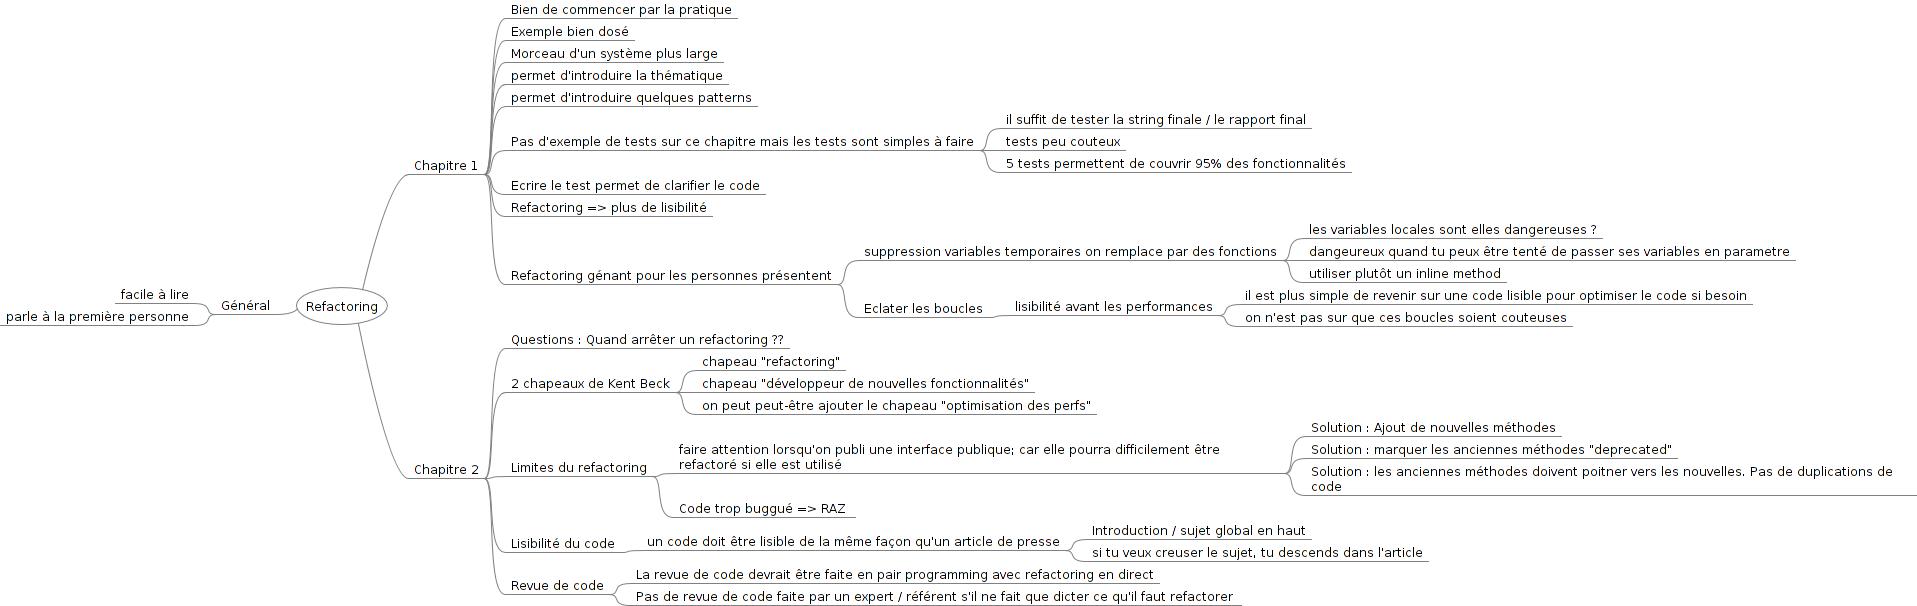 Refactoring
Général
facile à lire
parle à la première personne
Chapitre 1
Bien de commencer par la pratique
Exemple bien dosé
Morceau d'un système plus large
permet d'introduire la thématique
permet d'introduire quelques patterns
Pas d'exemple de tests sur ce chapitre mais les tests sont simples à faire
il suffit de tester la string finale / le rapport final
tests peu couteux
5 tests permettent de couvrir 95% des fonctionnalités
Ecrire le test permet de clarifier le code
Refactoring => plus de lisibilité
Refactoring génant pour les personnes présentent
suppression variables temporaires on remplace par des fonctions
les variables locales sont elles dangereuses ?
dangeureux quand tu peux être tenté de passer ses variables en parametre
utiliser plutôt un inline method
Eclater les boucles
lisibilité avant les performances
il est plus simple de revenir sur une code lisible pour optimiser le code si besoin
on n'est pas sur que ces boucles soient couteuses
Chapitre 2
Questions : Quand arrêter un refactoring ??
2 chapeaux de Kent Beck
chapeau "refactoring"
chapeau "développeur de nouvelles fonctionnalités"
on peut peut-être ajouter le chapeau "optimisation des perfs"
Limites du refactoring
faire attention lorsqu'on publi une interface publique; car elle pourra difficilement être
refactoré si elle est utilisé
Solution : Ajout de nouvelles méthodes
Solution : marquer les anciennes méthodes "deprecated"
Solution : les anciennes méthodes doivent poitner vers les nouvelles. Pas de duplications de
code
Code trop buggué => RAZ
Lisibilité du code
un code doit être lisible de la même façon qu'un article de presse
Introduction / sujet global en haut
si tu veux creuser le sujet, tu descends dans l'article
Revue de code
La revue de code devrait être faite en pair programming avec refactoring en direct
Pas de revue de code faite par un expert / référent s'il ne fait que dicter ce qu'il faut refactorer